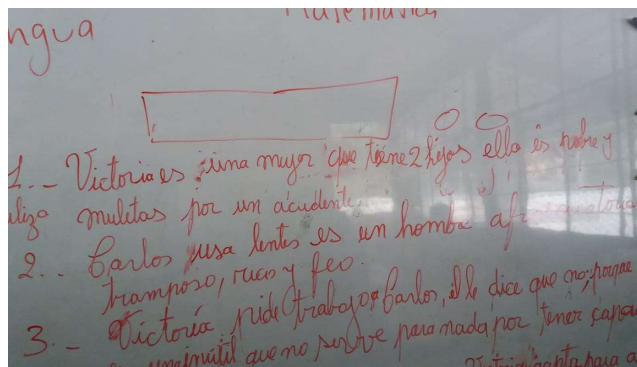 ngua Matemática
1.- Victoria es una mujer que tiene 2 hijos ella es pobre y
muletas por un accidente
2.- Carlos usa lentes es un hombre
tramposo, rico y feo.
3.- Victoria pide trabajo a Carlos, él le dice que no, porque
inútil que no serve para nada por tener